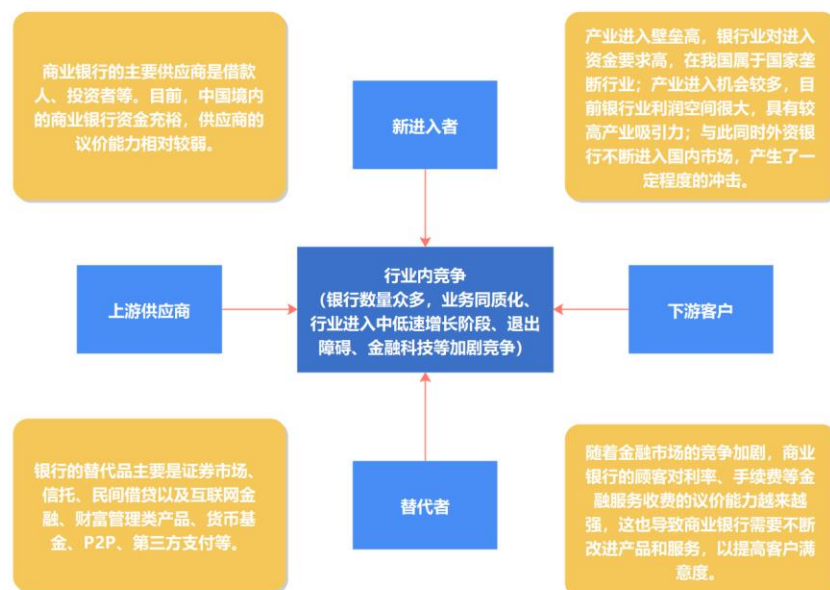 商业银行的主要供应商是借款
人、投资者等。目前，中国境内
的商业银行资金充裕，供应商的
议价能力相对较弱。
新进入者
产业进入壁垒高，银行业对进入
资金要求高，在我国属于国家垄
断行业；产业进入机会较多，目
前银行业利润空间很大，具有较
高产业吸引力；与此同时外资银
行不断进入国内市场，产生了一
定程度的冲击。
上游供应商
行业内竞争
（银行数量众多，业务同质化、
行业进入中低速增长阶段、退出
障碍、金融科技等加剧竞争）
下游客户
银行的替代品主要是证券市场、
信托、民间借贷以及互联网金
融、财富管理类产品、货币基
金、P2P、第三方支付等。
替代者
随着金融市场的竞争加剧，商业
银行的顾客对利率、手续费等金
融服务收费的议价能力越来越
强，这也导致商业银行需要不断
改进产品和服务，以提高客户满
意度。